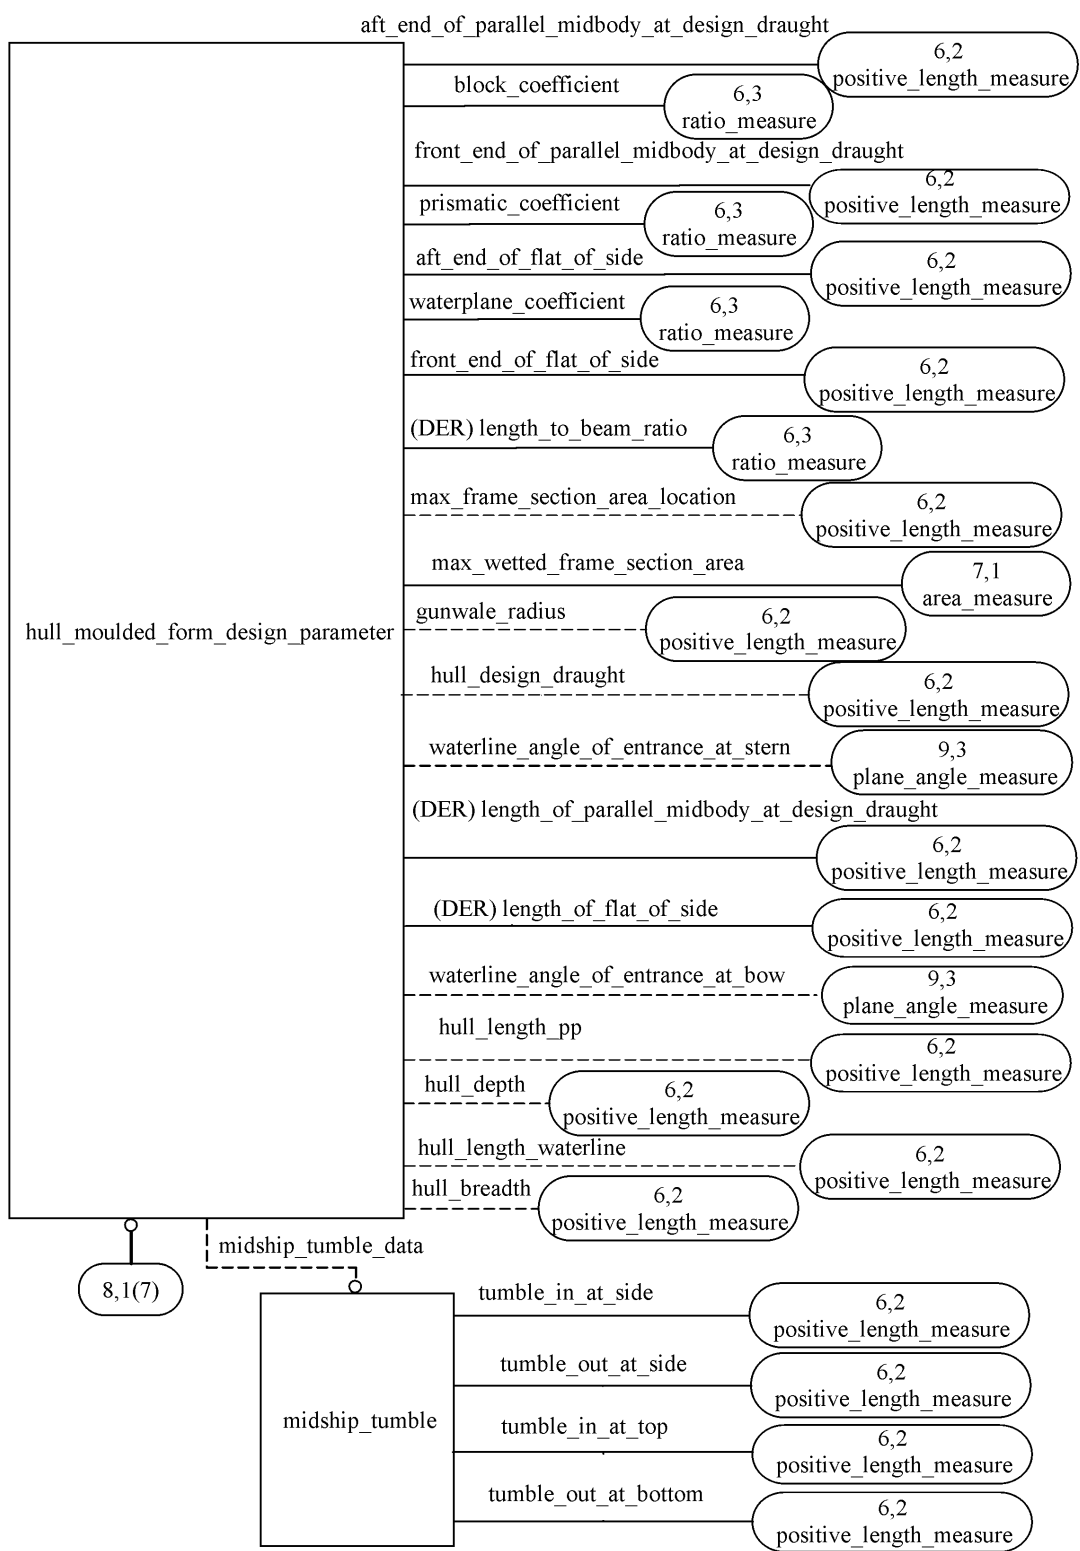 aft_end_of_parallel_midbody_at_design_draught
6,2
positive_length_measure
block_coefficient
6,3
ratio_measure
front_end_of_parallel_midbody_at_design_draught
6,2
positive_length_measure
prismatic_coefficient
6,3
ratio_measure
aft_end_of_flat_of_side
6,2
positive_length_measure
waterplane_coefficient
6,3
ratio_measure
front_end_of_flat_of_side
6,2
positive_length_measure
(DER) length_to_beam_ratio
6,3
ratio_measure
max_frame_section_area_location
6,2
positive_length_measure
max_wetted_frame_section_area
7,1
area_measure
hull_moulded_form_design_parameter
gunwale_radius
6,2
positive_length_measure
hull_design_draught
6,2
positive_length_measure
waterline_angle_of_entrance_at_stern
9,3
plane_angle_measure
(DER) length_of_parallel_midbody_at_design_draught
6,2
positive_length_measure
(DER) length_of_flat_of_side
6,2
positive_length_measure
waterline_angle_of_entrance_at_bow
9,3
plane_angle_measure
hull_length_pp
6,2
positive_length_measure
hull_depth
6,2
positive_length_measure
hull_length_waterline
6,2
positive_length_measure
hull_breadth
6,2
positive_length_measure
midship_tumble_data
8,1(7)
tumble_in_at_side
6,2
positive_length_measure
tumble_out_at_side
6,2
positive_length_measure
midship_tumble
tumble_in_at_top
6,2
positive_length_measure
tumble_out_at_bottom
6,2
positive_length_measure